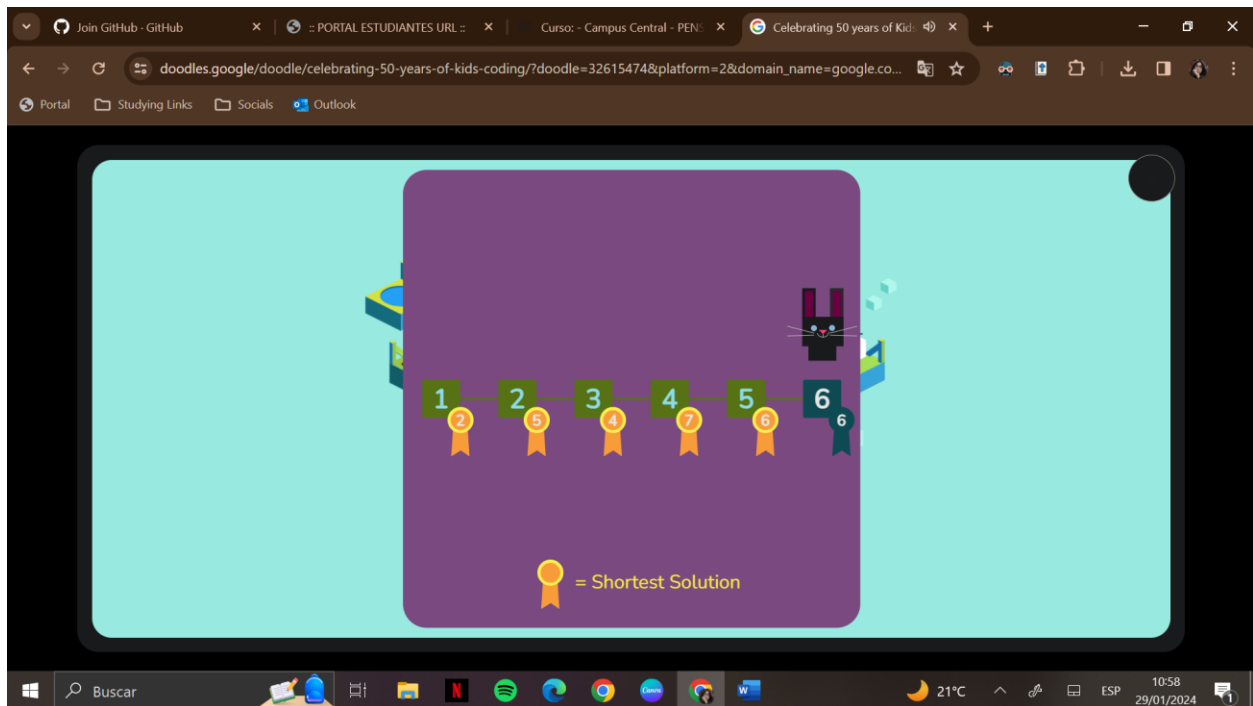 Join GitHub · GitHub
:: PORTAL ESTUDIANTES URL ::
Curso: - Campus Central - PENS
Celebrating 50 years of Kids
doodles.google/doodle/celebrating-50-years-of-kids-coding/?doodle=32615474&platform=2&domain_name=google.co...
Portal
Studying Links
Socials
Outlook
1 2 3 4 5 6
2 5 4 7 6 6
= Shortest Solution
Buscar
21°C
ESP
10:58
29/01/2024
1